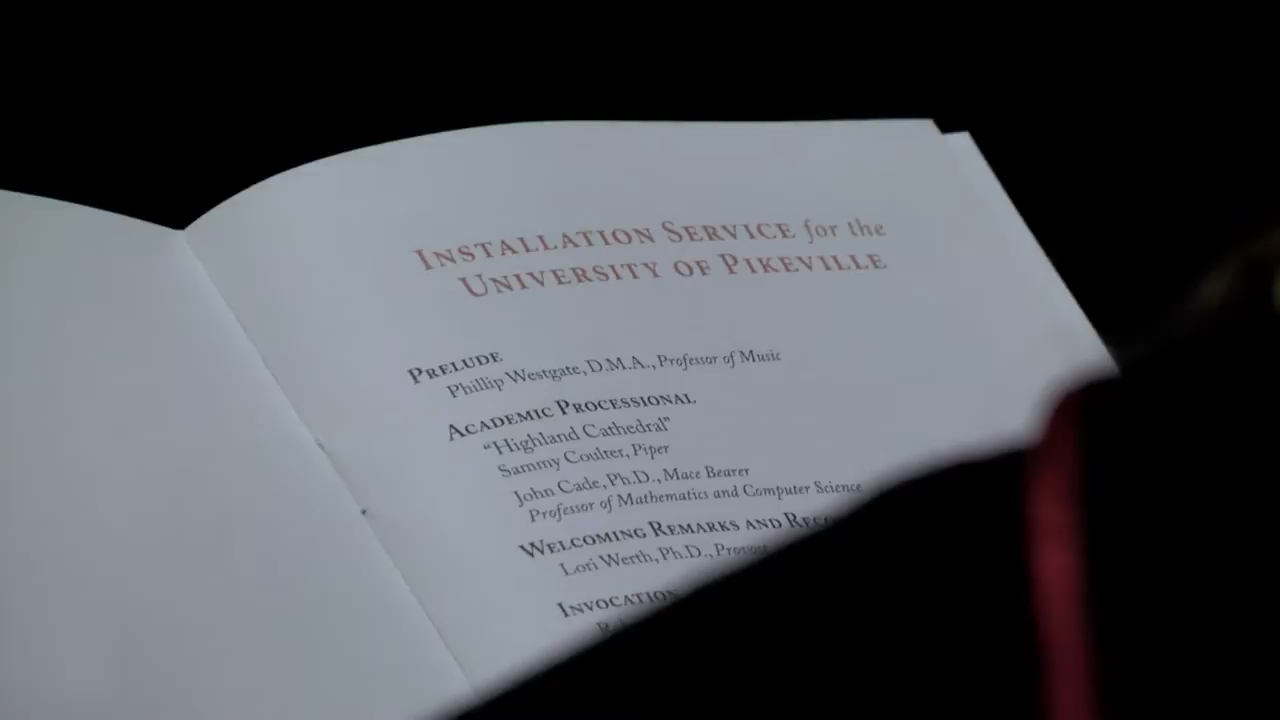 INSTALLATION SERVICE for the
UNIVERSITY OF PIKEVILLE
PRELUDE
Phillip Westgate, D.M.A., Professor of Music
ACADEMIC PROCESSIONAL
“Highland Cathedral”
Sammy Coulter, Piper
John Cade, Ph.D., Mace Bearer
Professor of Mathematics and Computer Science
WELCOMING REMARKS AND
Lori Werth, Ph.D., Provost
INVOCATION